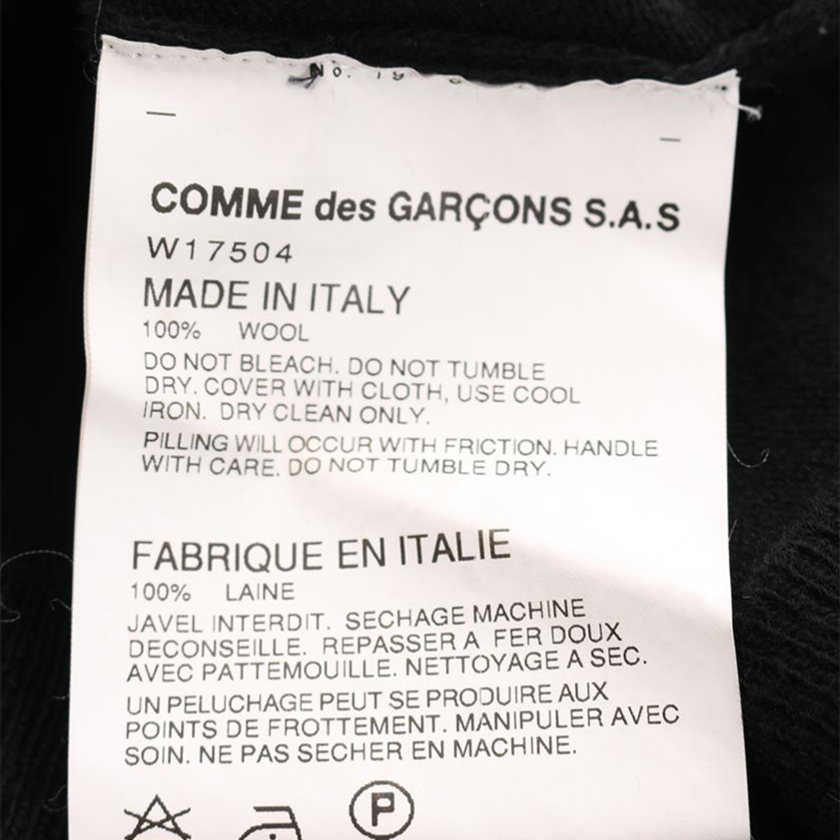 No. 19
COMME des GARÇONS S.A.S
W17504
MADE IN ITALY
100% WOOL
DO NOT BLEACH. DO NOT TUMBLE
DRY. COVER WITH CLOTH, USE COOL
IRON. DRY CLEAN ONLY.
PILLING WILL OCCUR WITH FRICTION. HANDLE
WITH CARE. DO NOT TUMBLE DRY.
FABRIQUE EN ITALIE
100% LAINE
JAVEL INTERDIT. SECHAGE MACHINE
DECONSEILLE. REPASSER A FER DOUX
AVEC PATTEMOUILLE. NETTOYAGE A SEC.
UN PELUCHAGE PEUT SE PRODUIRE AUX
POINTS DE FROTTEMENT. MANIPULER AVEC
SOIN. NE PAS SECHER EN MACHINE.
P